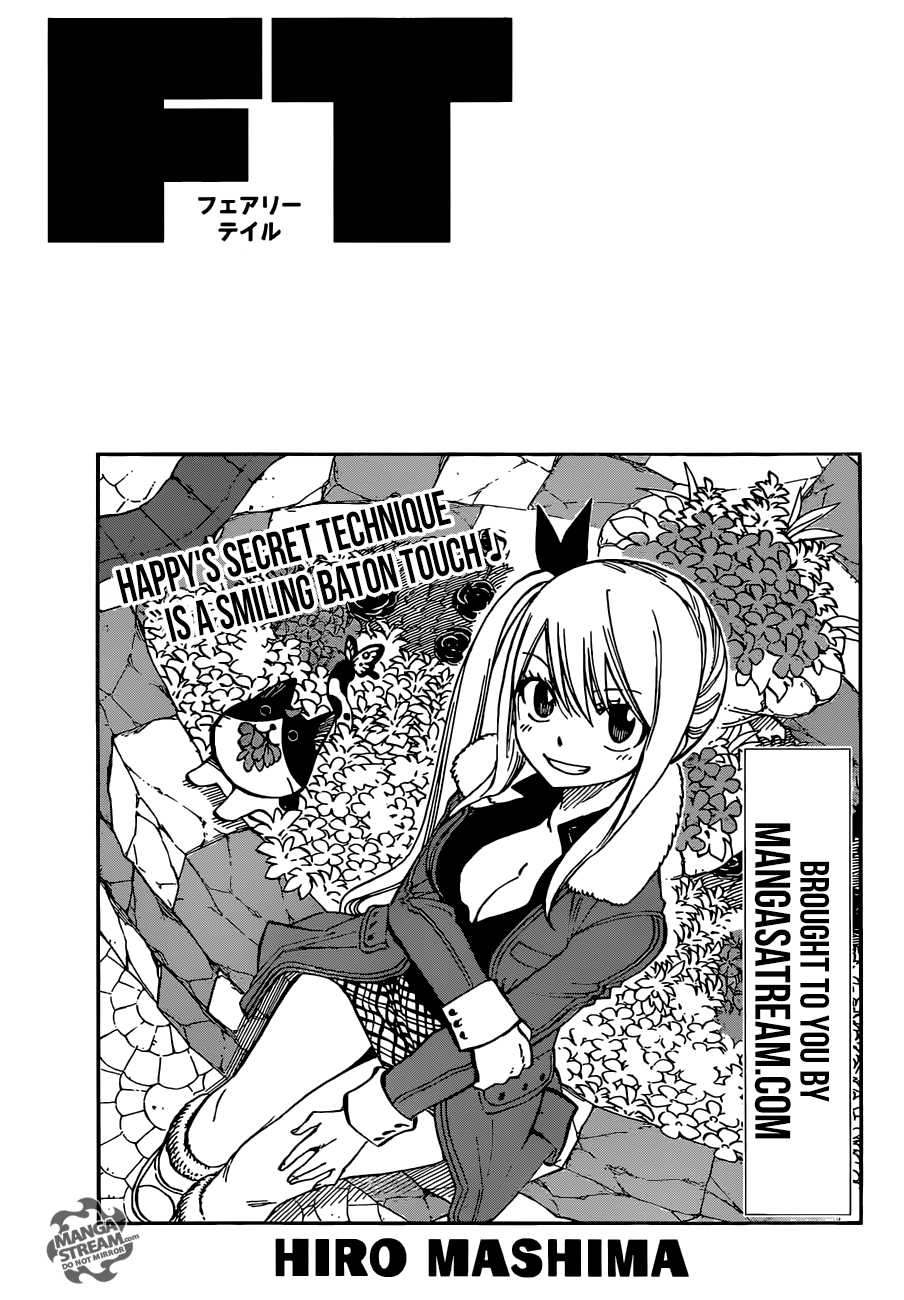 FT
フェアリー
テイル
HAPPY'S SECRET TECHNIQUE
IS A SMILING BATON TOUCH ♪
BROUGHT TO YOU BY
MANGASATREAM.COM
MANGA
STREAM.com
DO NOT MIRROR
HIRO MASHIMA